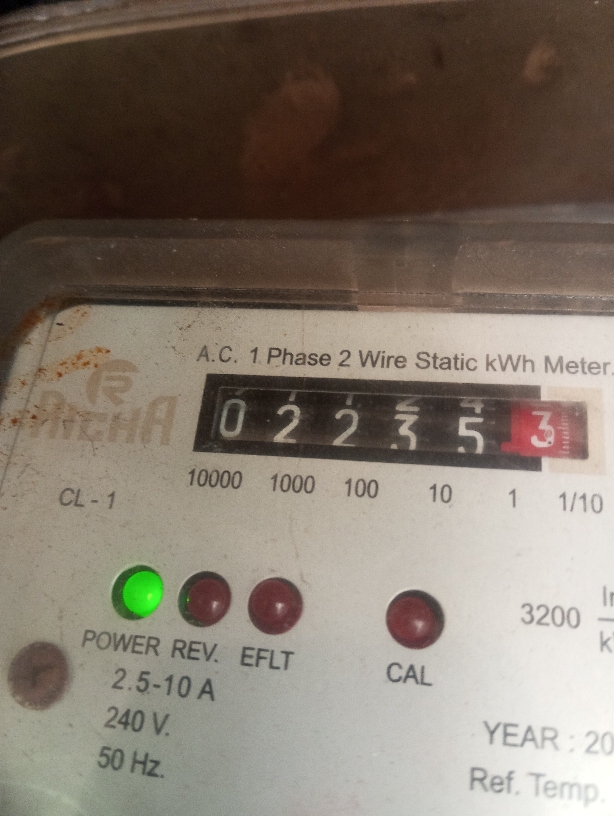 A.C. 1 Phase 2 Wire Static kWh Meter.
RICHA
0 2 2 3 5 3
10000 1000 100 10 1 1/10
CL - 1
3200
POWER REV. EFLT CAL
2.5-10 A
240 V.
50 Hz.
YEAR : 20
Ref. Temp.